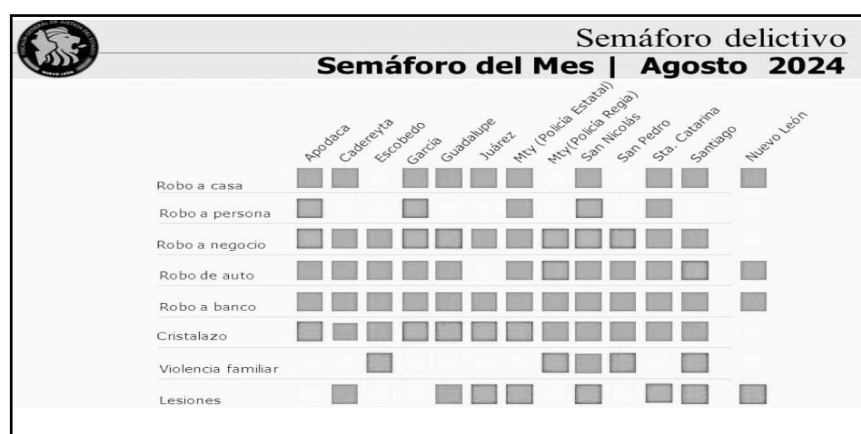 Semáforo delictivo
Semáforo del Mes | Agosto 2024
Apodaca
Cadereyta
Escobedo
García
Guadalupe
Juárez
Mty (Policía Estatal)
Mty(Policía Regia)
San Nicolás
San Pedro
Sta. Catarina
Santiago
Nuevo León
Robo a casa
Robo a persona
Robo a negocio
Robo de auto
Robo a banco
Cristalazo
Violencia familiar
Lesiones
NUEVO LEÓN